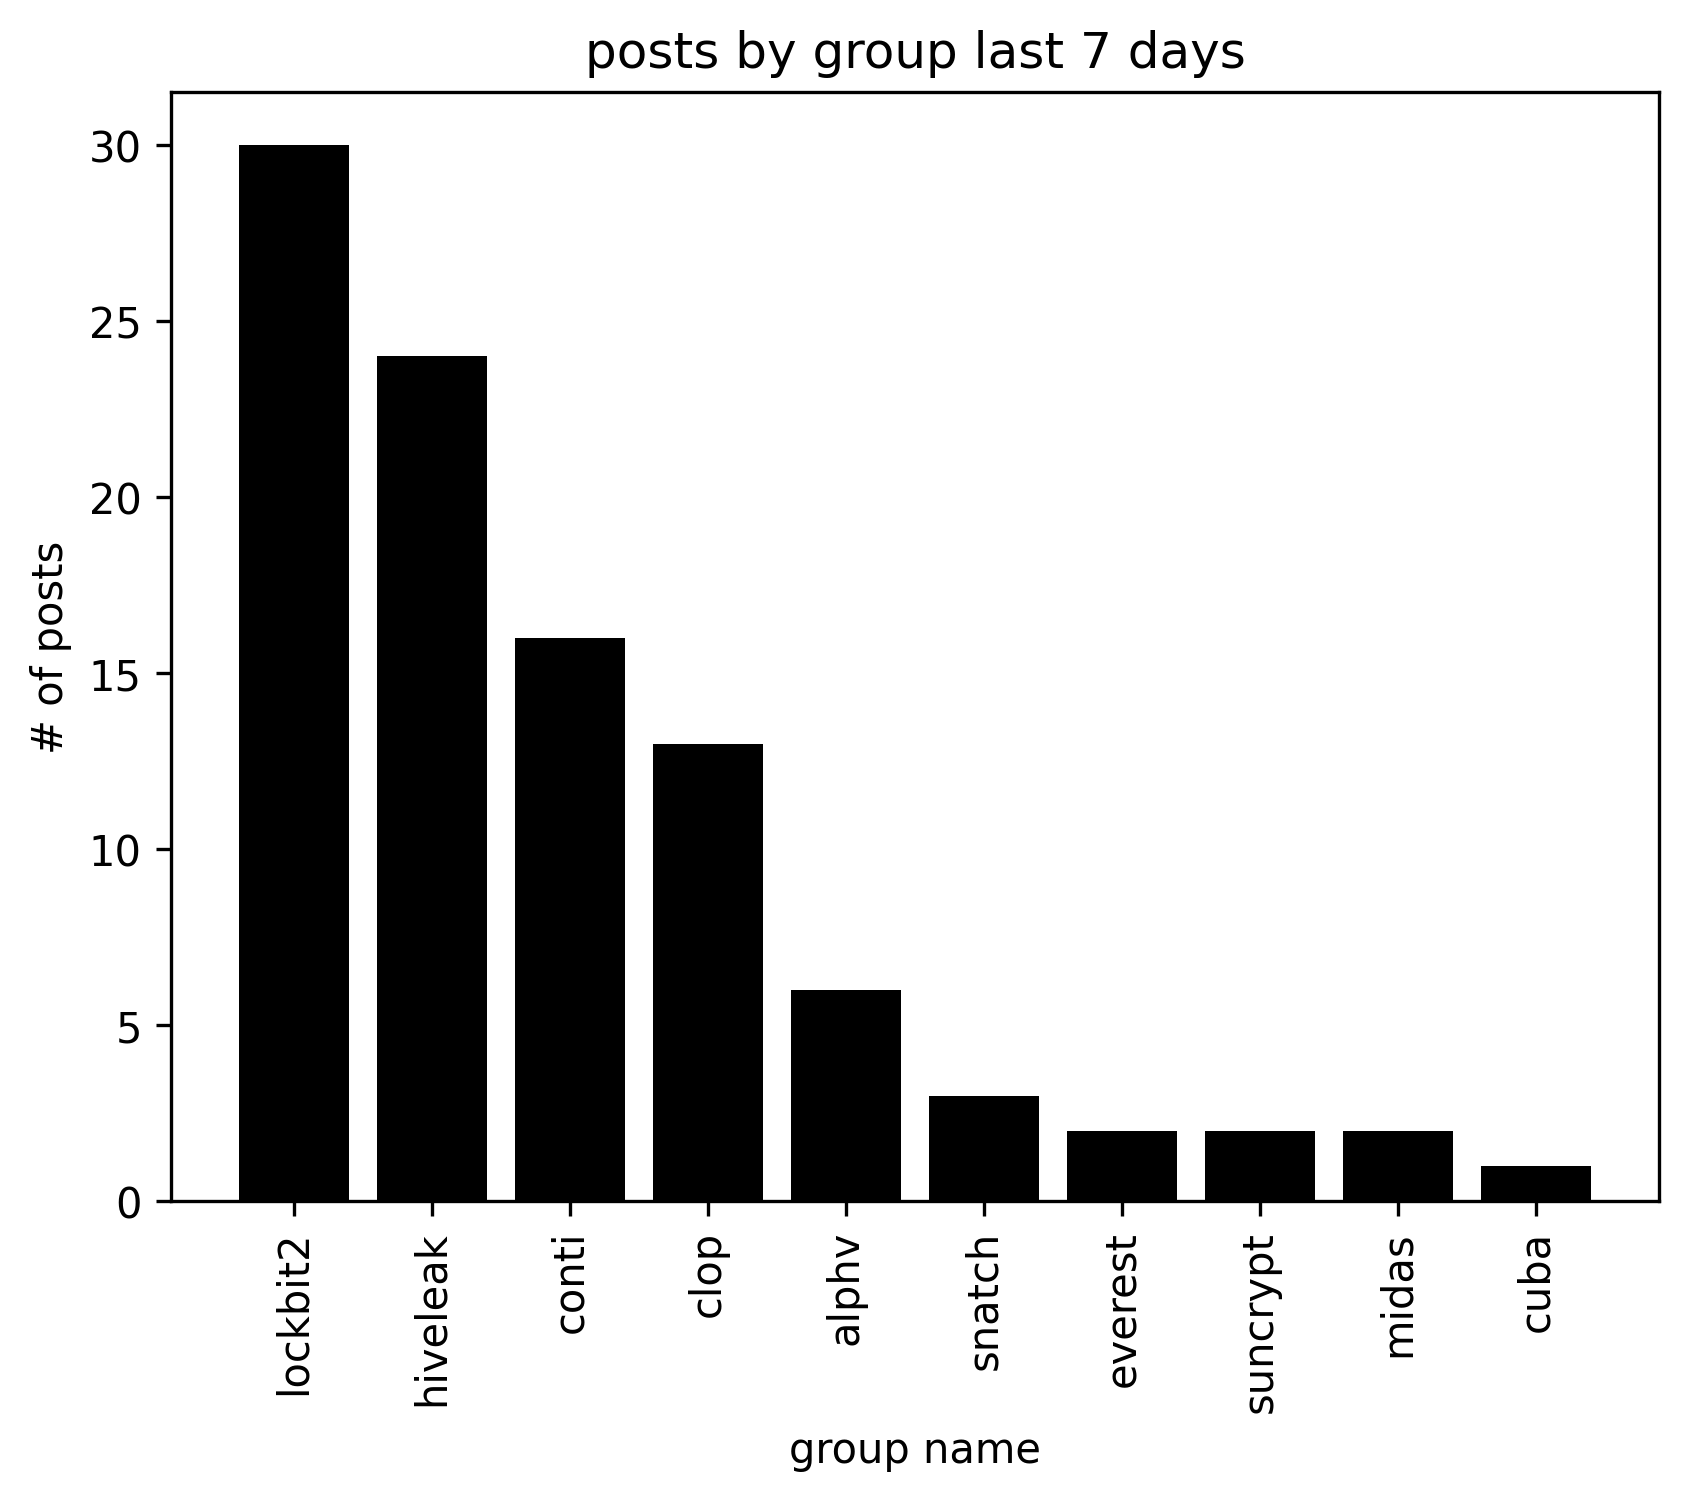 posts by group last 7 days
30
25
20
15
10
5
0
# of posts
lockbit2
hiveleak
conti
clop
alphv
snatch
everest
suncrypt
midas
cuba
group name